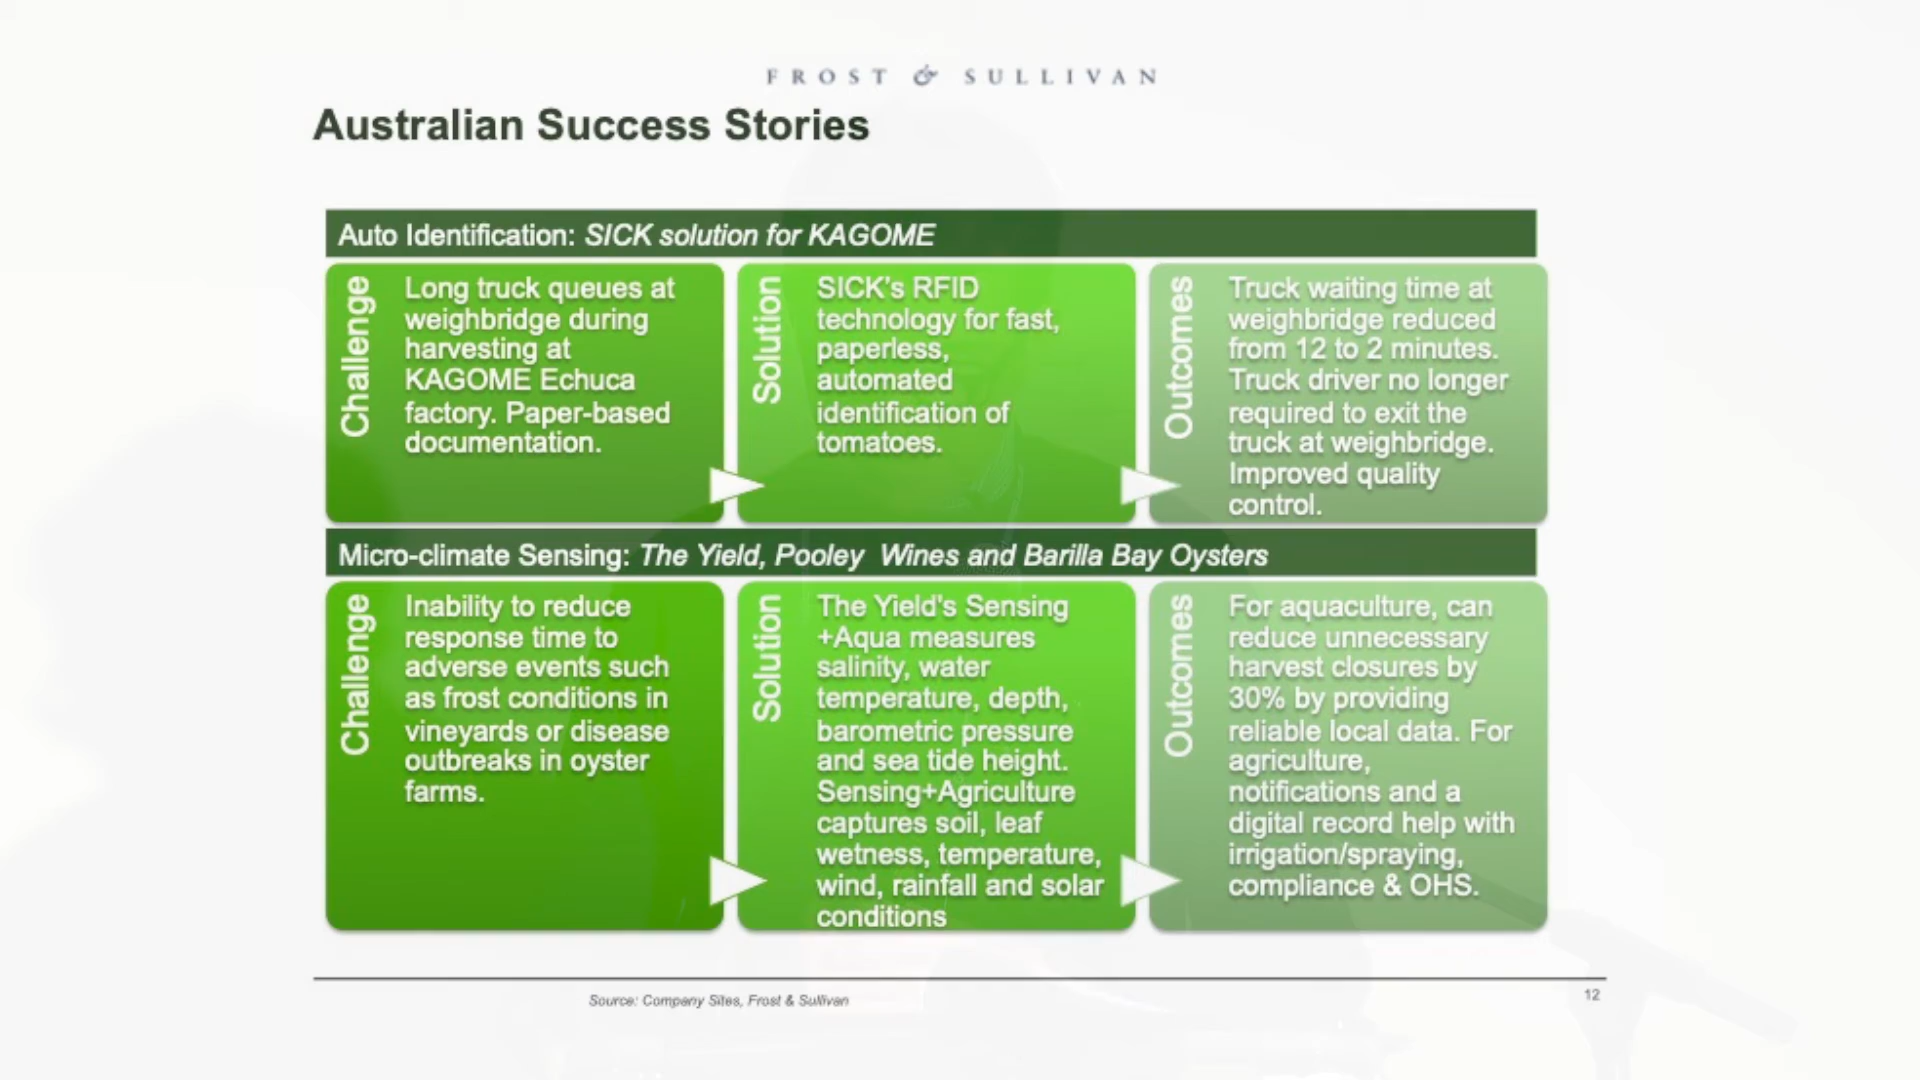 FROST & SULLIVAN
Australian Success Stories
Auto Identification: SICK solution for KAGOME
Challenge
Long truck queues at
weighbridge during
harvesting at
KAGOME Echuca
factory. Paper-based
documentation.
Solution
SICK's RFID
technology for fast,
paperless,
automated
identification of
tomatoes.
Outcomes
Truck waiting time at
weighbridge reduced
from 12 to 2 minutes.
Truck driver no longer
required to exit the
truck at weighbridge.
Improved quality
control.
Micro-climate Sensing: The Yield, Pooley Wines and Barilla Bay Oysters
Challenge
Inability to reduce
response time to
adverse events such
as frost conditions in
vineyards or disease
outbreaks in oyster
farms.
Solution
The Yield's Sensing
+Aqua measures
salinity, water
temperature, depth,
barometric pressure
and sea tide height.
Sensing+Agriculture
captures soil, leaf
wetness, temperature,
wind, rainfall and solar
conditions
Outcomes
For aquaculture, can
reduce unnecessary
harvest closures by
30% by providing
reliable local data. For
agriculture,
notifications and a
digital record help with
irrigation/spraying,
compliance & OHS.
Source: Company Sites, Frost & Sullivan
12